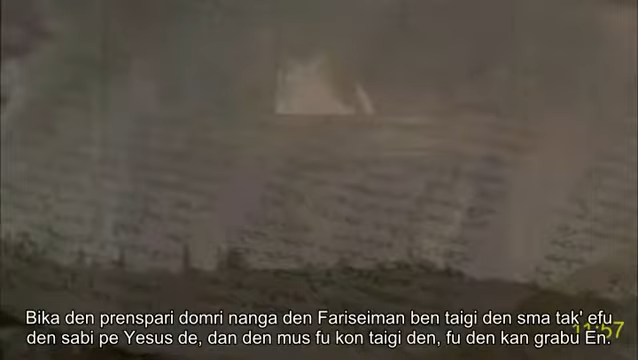 Bika den prenspari domri nanga den Fariseiman ben taigi den sma tak' efu
den sabi pe Yesus de, dan den mus fu kon taigi den, fu den kan grabu En.
11:57